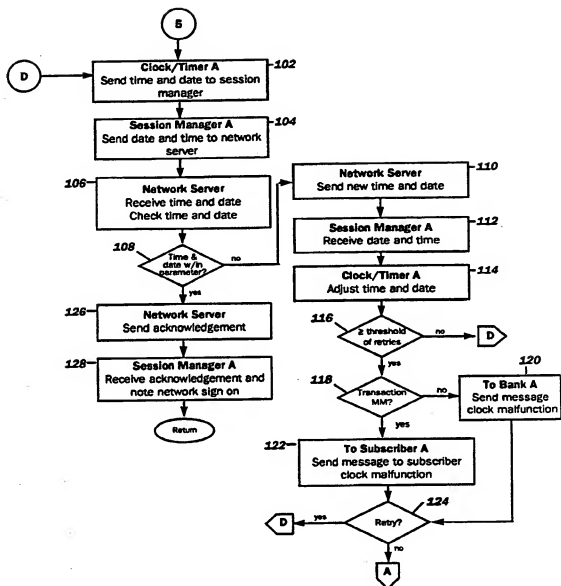 5
D
Clock/Timer A
Send time and date to session
manager
102
Session Manager A
Send date and time to network
server
104
106
Network Server
Receive time and date
Check time and date
108
Time &
date w/in
parameter?
no
yes
126
Network Server
Send acknowledgement
128
Session Manager A
Receive acknowledgement and
note network sign on
Return
110
Network Server
Send new time and date
112
Session Manager A
Receive date and time
114
Clock/Timer A
Adjust time and date
116
≥ threshold
of retries
no
D
yes
118
Transaction
MM?
no
yes
120
To Bank A
Send message
clock malfunction
122
To Subscriber A
Send message to subscriber
clock malfunction
124
Retry?
yes
D
no
A